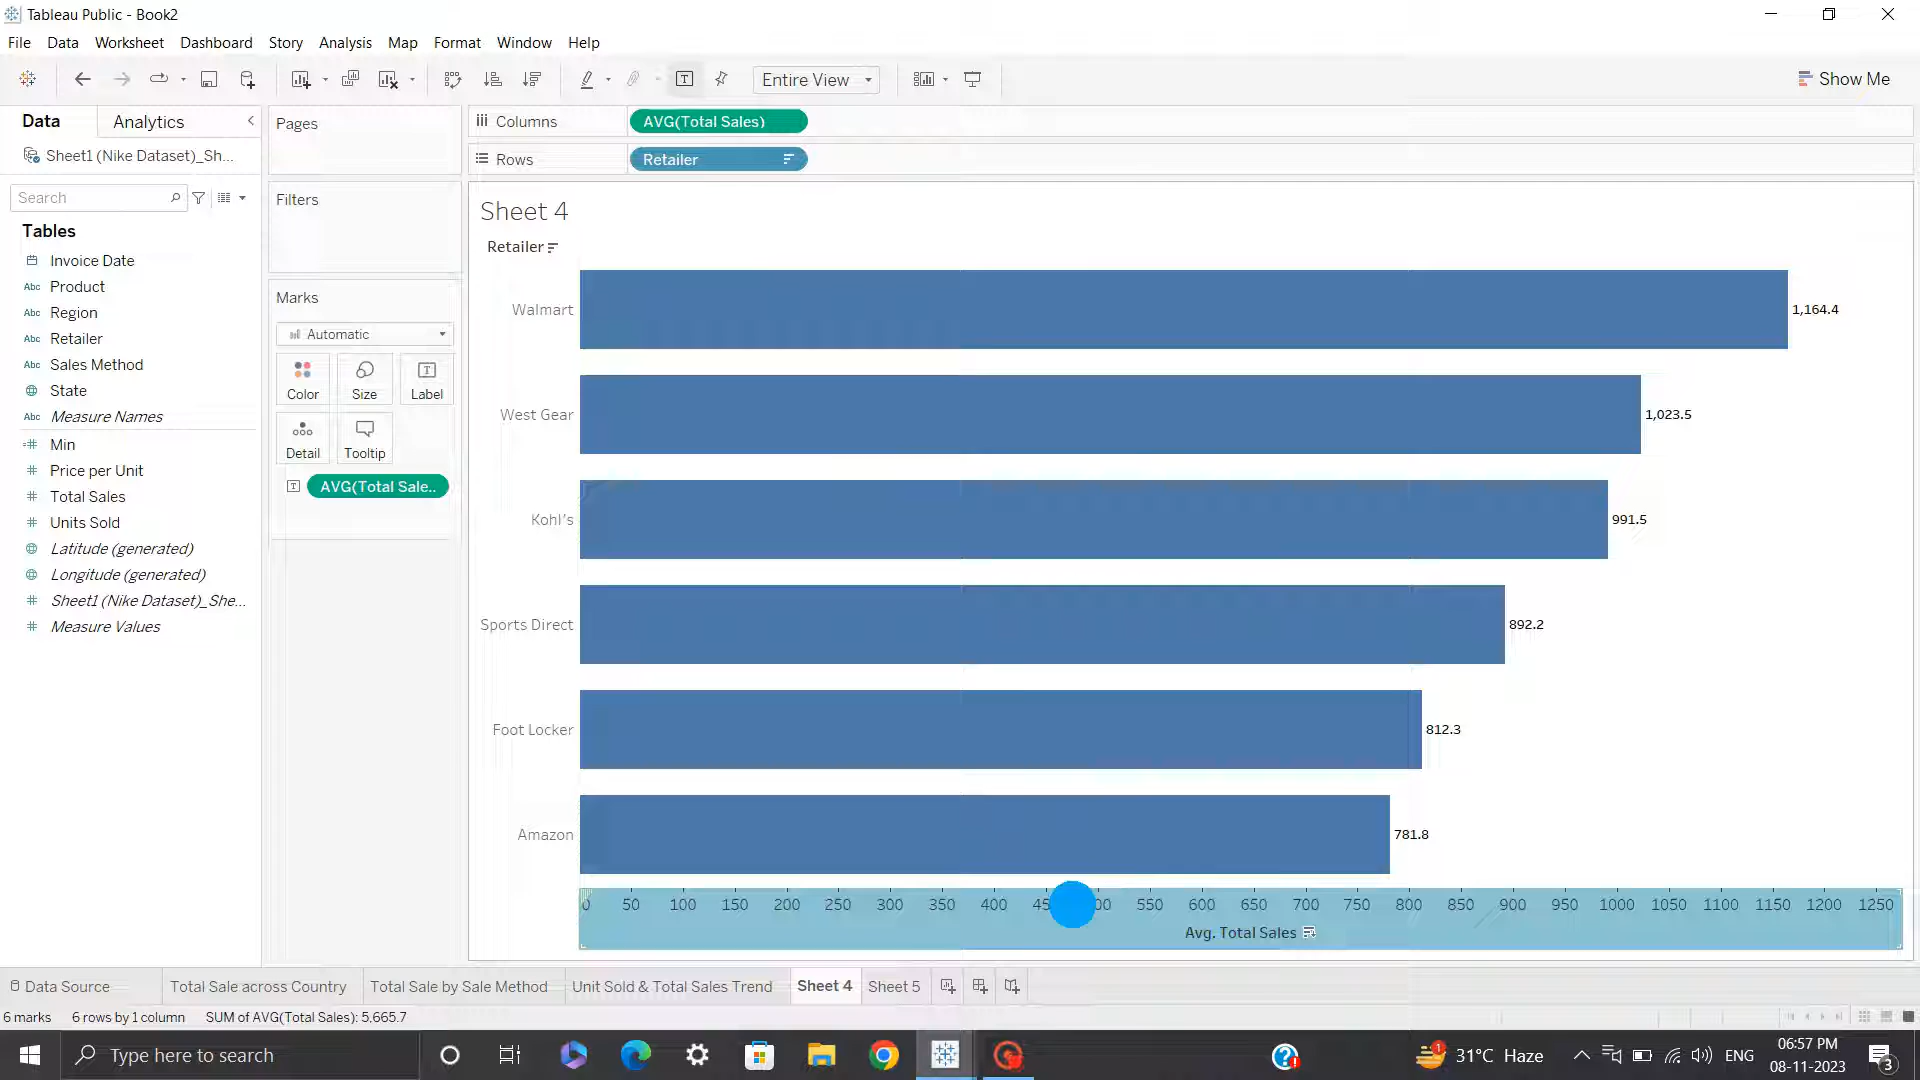 Tableau Public - Book2
File Data Worksheet Dashboard Story Analysis Map Format Window Help
Entire View
Show Me
Data Analytics
Pages
Columns AVG(Total Sales)
Sheet1 (Nike Dataset)_Sh...
Rows Retailer
Search
Filters
Tables
Sheet 4
Retailer
Abc Invoice Date
Abc Product
Abc Region
Abc Retailer
Abc Sales Method
State
Abc Measure Names
Min
Price per Unit
Total Sales
Units Sold
Latitude (generated)
Longitude (generated)
Sheet1 (Nike Dataset)_She...
Measure Values
Marks
Automatic
Color Size Label
Detail Tooltip
AVG(Total Sale..
Walmart 1,164.4
West Gear 1,023.5
Kohl's 991.5
Sports Direct 892.2
Foot Locker 812.3
Amazon 781.8
0 50 100 150 200 250 300 350 400 550 600 650 700 750 800 850 900 950 1000 1050 1100 1150 1200 1250
Avg. Total Sales
Data Source Total Sale across Country Total Sale by Sale Method Unit Sold & Total Sales Trend Sheet 4 Sheet 5
6 marks 6 rows by 1 column SUM of AVG(Total Sales): 5,665.7
Type here to search
1 31°C Haze ENG
06:57 PM
08-11-2023
3